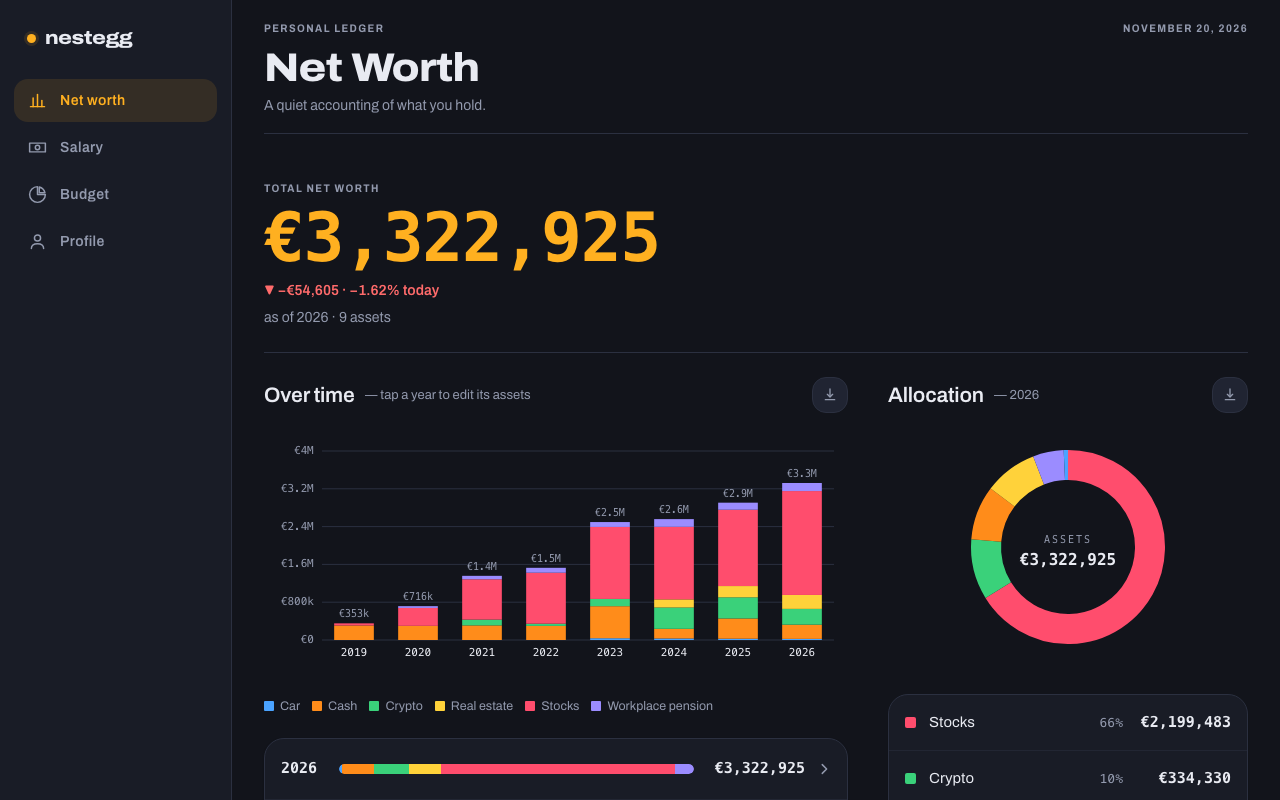 nestegg
Net worth
Salary
Budget
Profile
PERSONAL LEDGER
NOVEMBER 20, 2026
Net Worth
A quiet accounting of what you hold.
TOTAL NET WORTH
€3,322,925
▼ −€54,605 · −1.62% today
as of 2026 · 9 assets
Over time — tap a year to edit its assets
€4M
€3.2M
€2.4M
€1.6M
€800k
€0
€353k
€716k
€1.4M
€1.5M
€2.5M
€2.6M
€2.9M
€3.3M
2019 2020 2021 2022 2023 2024 2025 2026
Car Cash Crypto Real estate Stocks Workplace pension
2026 €3,322,925
Allocation — 2026
ASSETS
€3,322,925
Stocks 66% €2,199,483
Crypto 10% €334,330